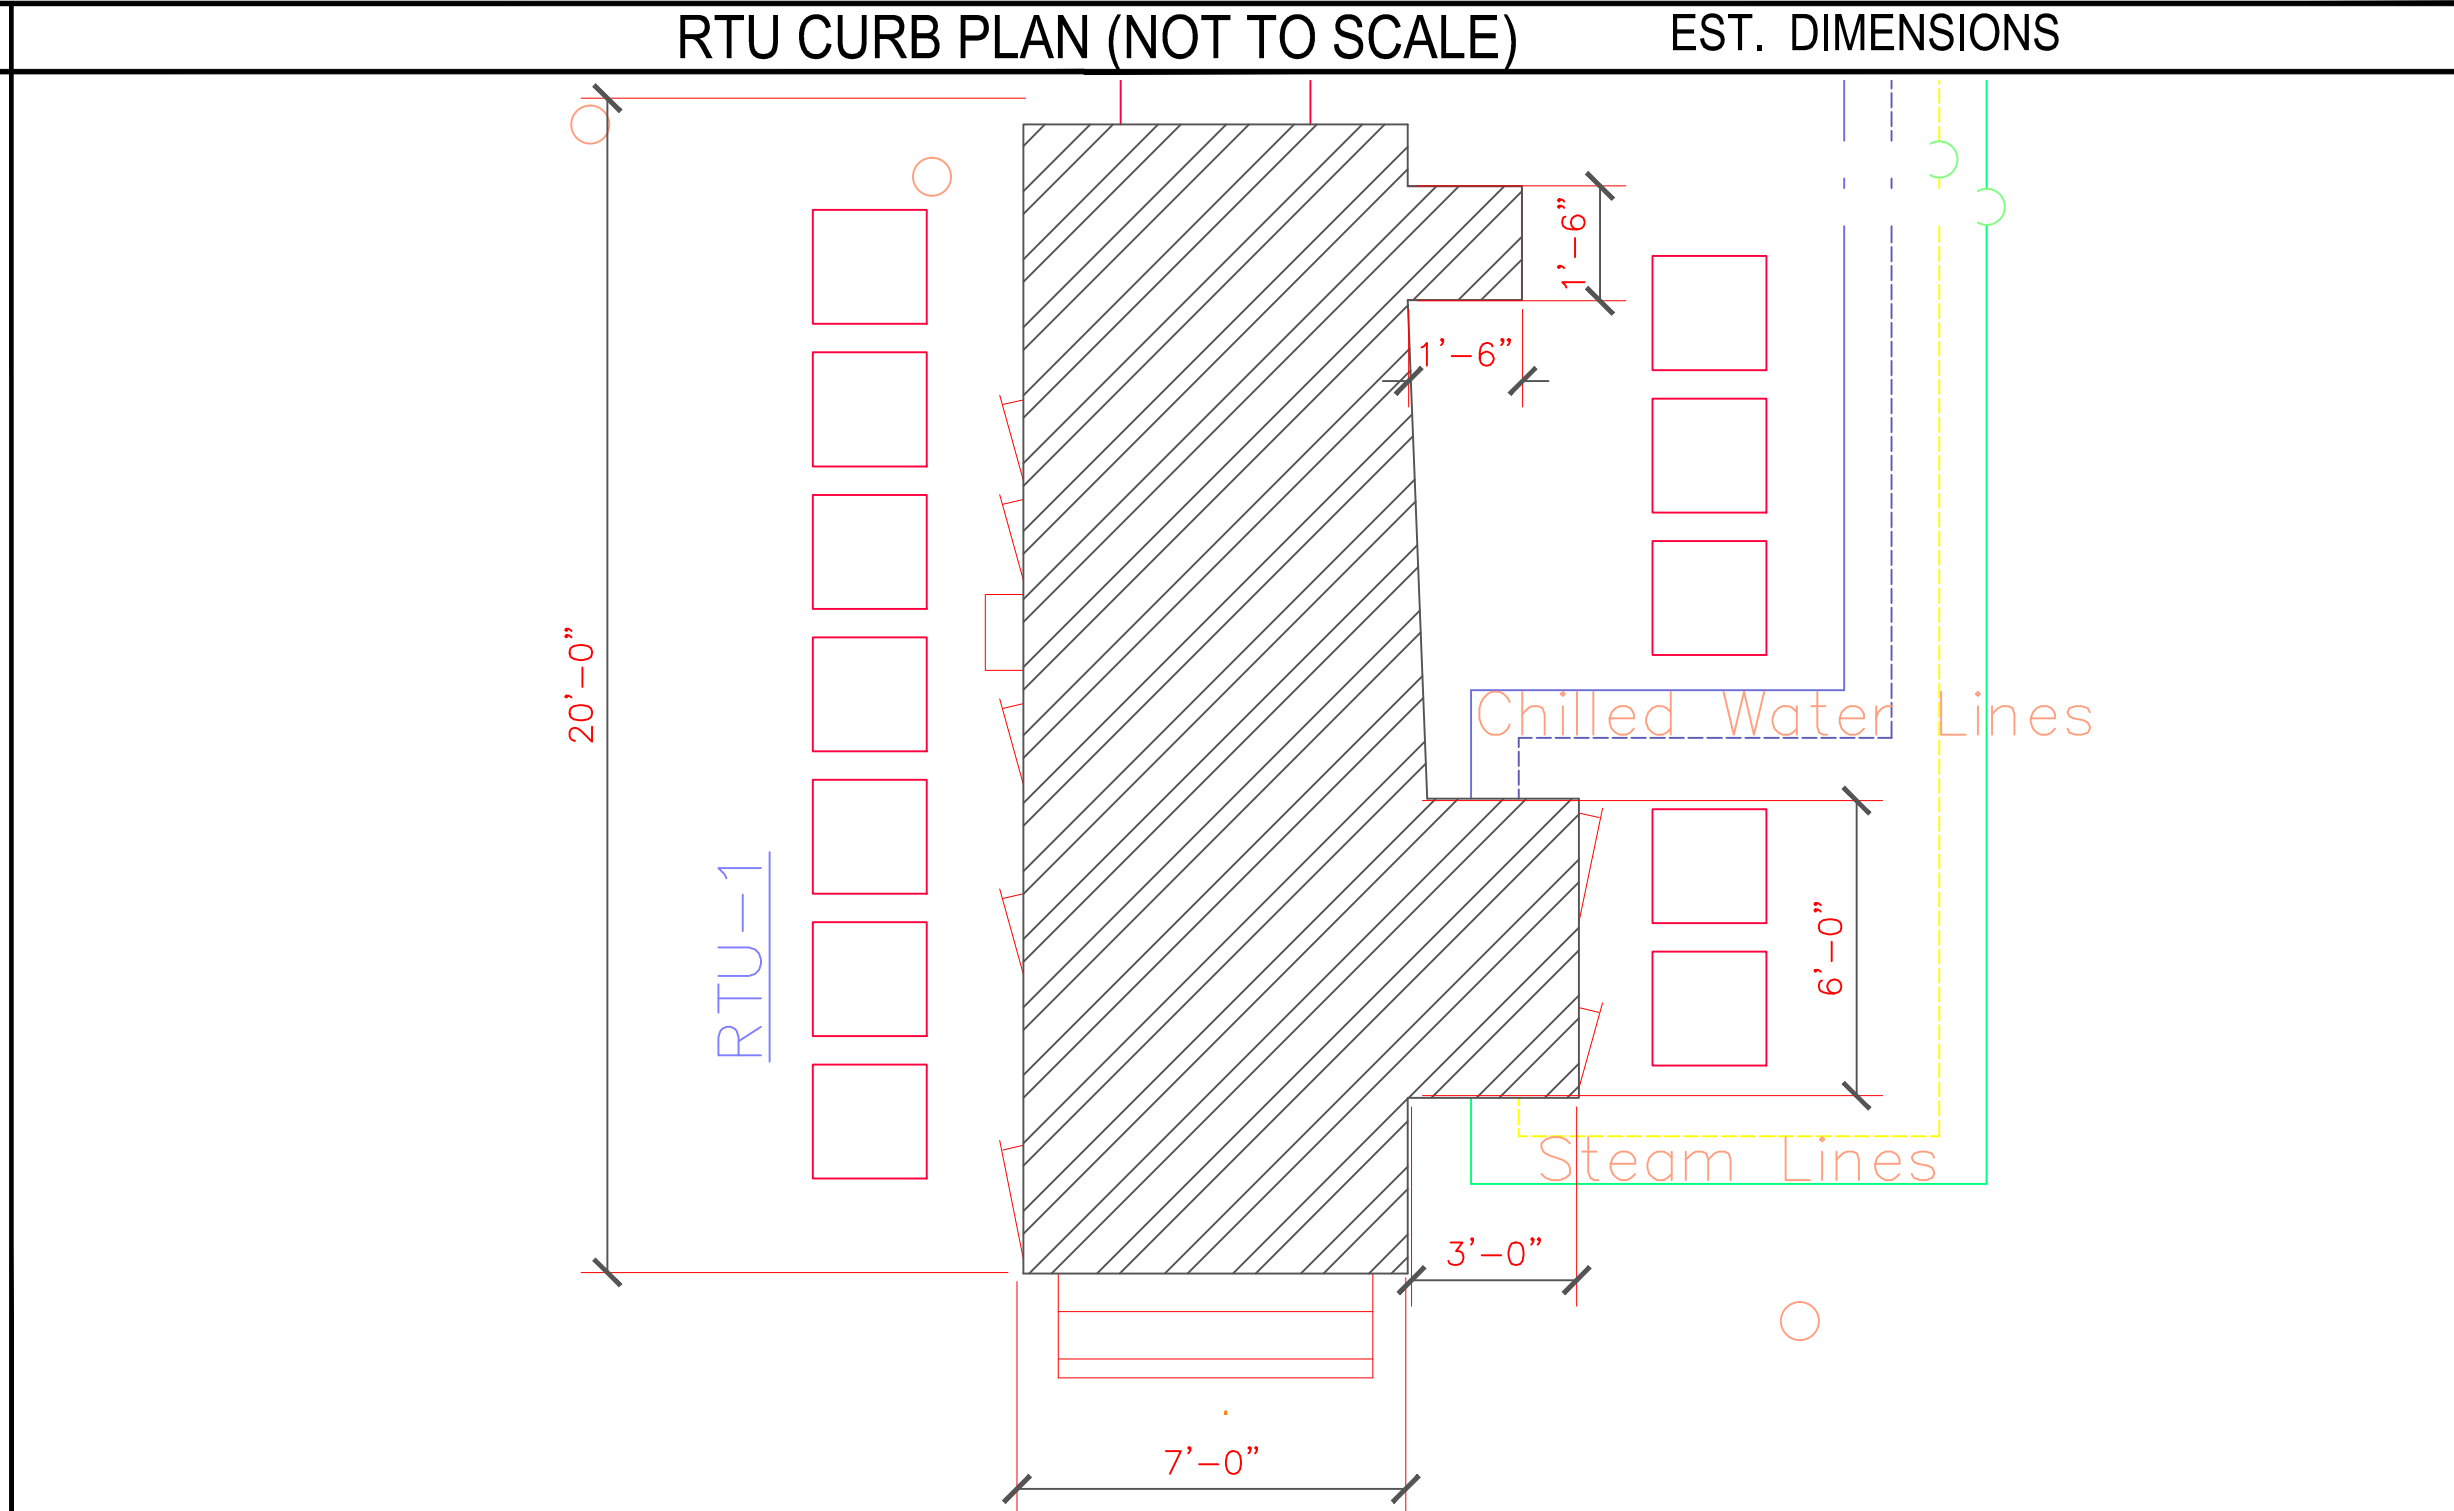 RTU CURB PLAN (NOT TO SCALE)
EST. DIMENSIONS
1'-6"
1'-6"
20'-0"
Chilled Water Lines
RTU-1
6'-0"
Steam Lines
3'-0"
7'-0"